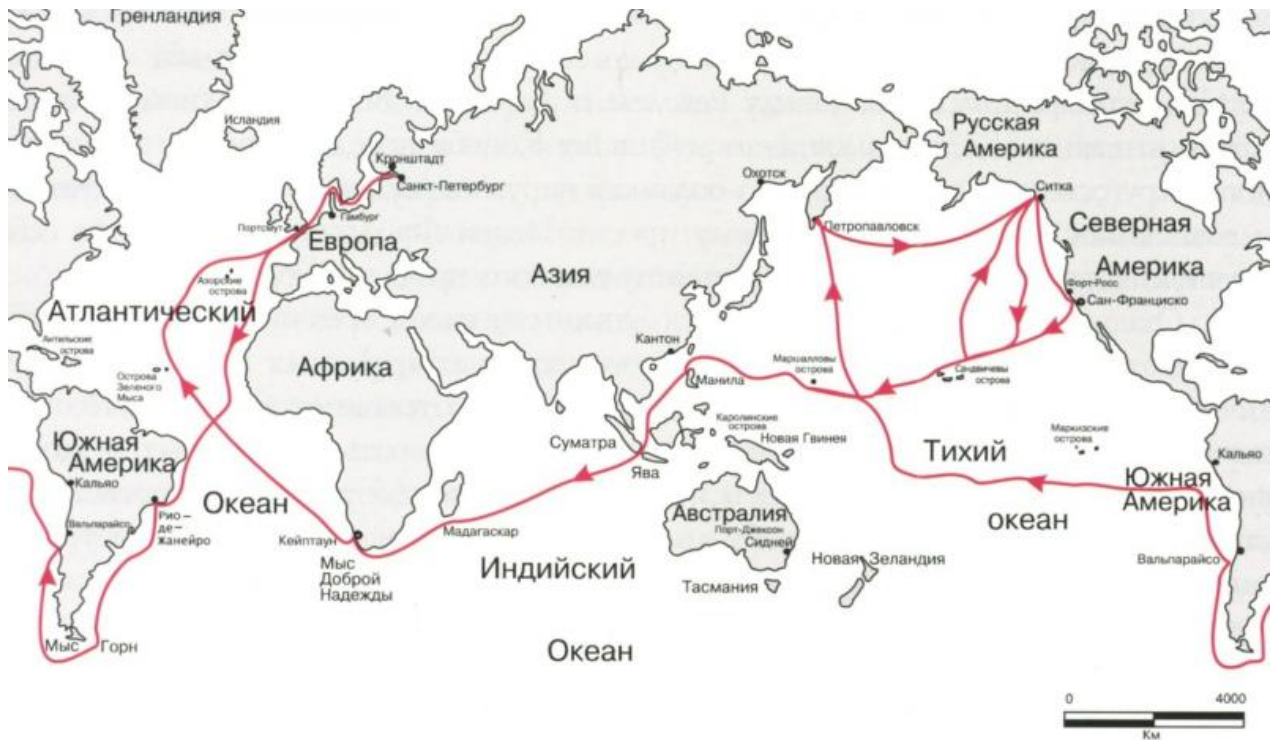 Гренландия
Исландия
Кронштадт
Санкт-Петербург
Гамбург
Портсмут
Европа
Азорские
острова
Атлантический
Антильские
острова
Острова
Зеленого
Мыса
Африка
Южная
Америка
Кальяо
Вальпарайсо
Рио-
де-
Жанейро
Океан
Мыс Горн
Кейптаун
Мыс
Доброй
Надежды
Мадагаскар
Азия
Охотск
Петропавловск
Кантон
Манила
Суматра
Ява
Каролинские
острова
Новая Гвинея
Маршалловы
острова
Австралия
Порт-Джексон
Сидней
Тасмания
Новая Зеландия
Индийский
Океан
Русская
Америка
Ситка
Северная
Америка
Форт-Росс
Сан-Франциско
Сандвичевы
острова
Маркизские
острова
Тихий
океан
Кальяо
Южная
Америка
Вальпарайсо
0 4000
Км